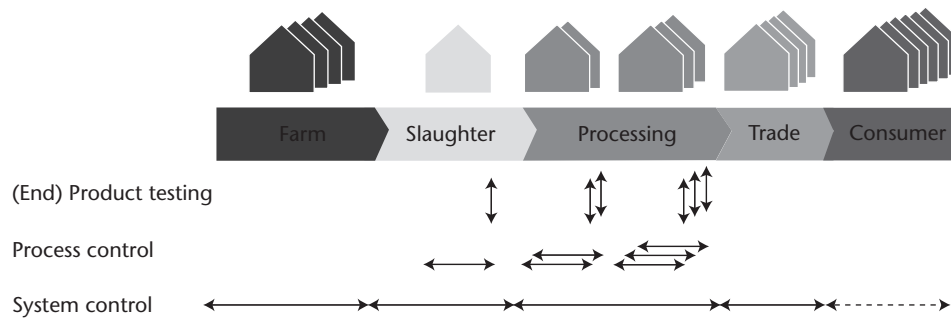 Farm Slaughter Processing Trade Consumer
(End) Product testing
Process control
System control